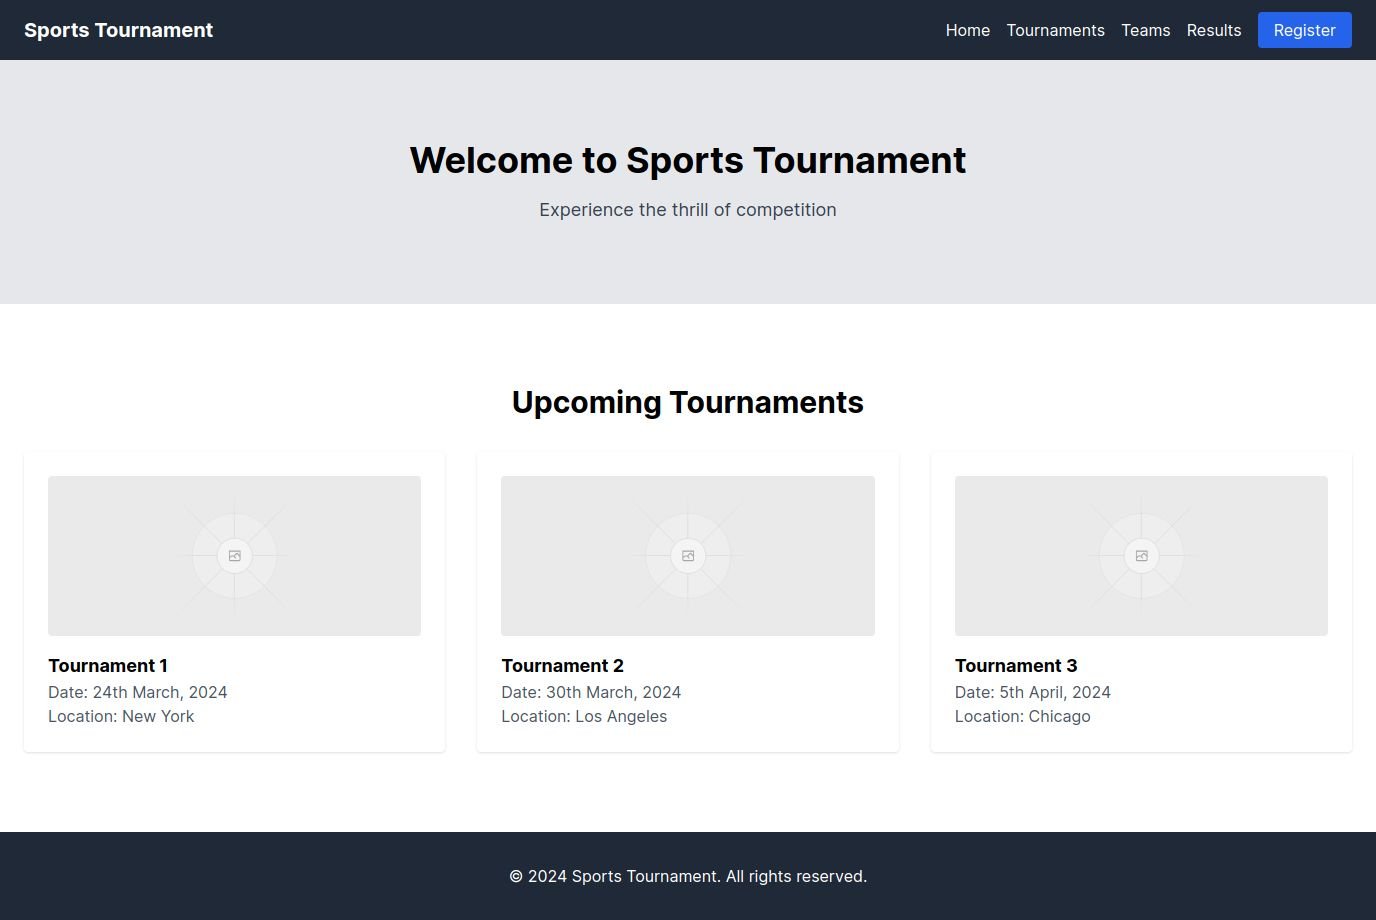 Sports Tournament
Home Tournaments Teams Results Register
Welcome to Sports Tournament
Experience the thrill of competition
Upcoming Tournaments
Tournament 1
Date: 24th March, 2024
Location: New York
Tournament 2
Date: 30th March, 2024
Location: Los Angeles
Tournament 3
Date: 5th April, 2024
Location: Chicago
© 2024 Sports Tournament. All rights reserved.